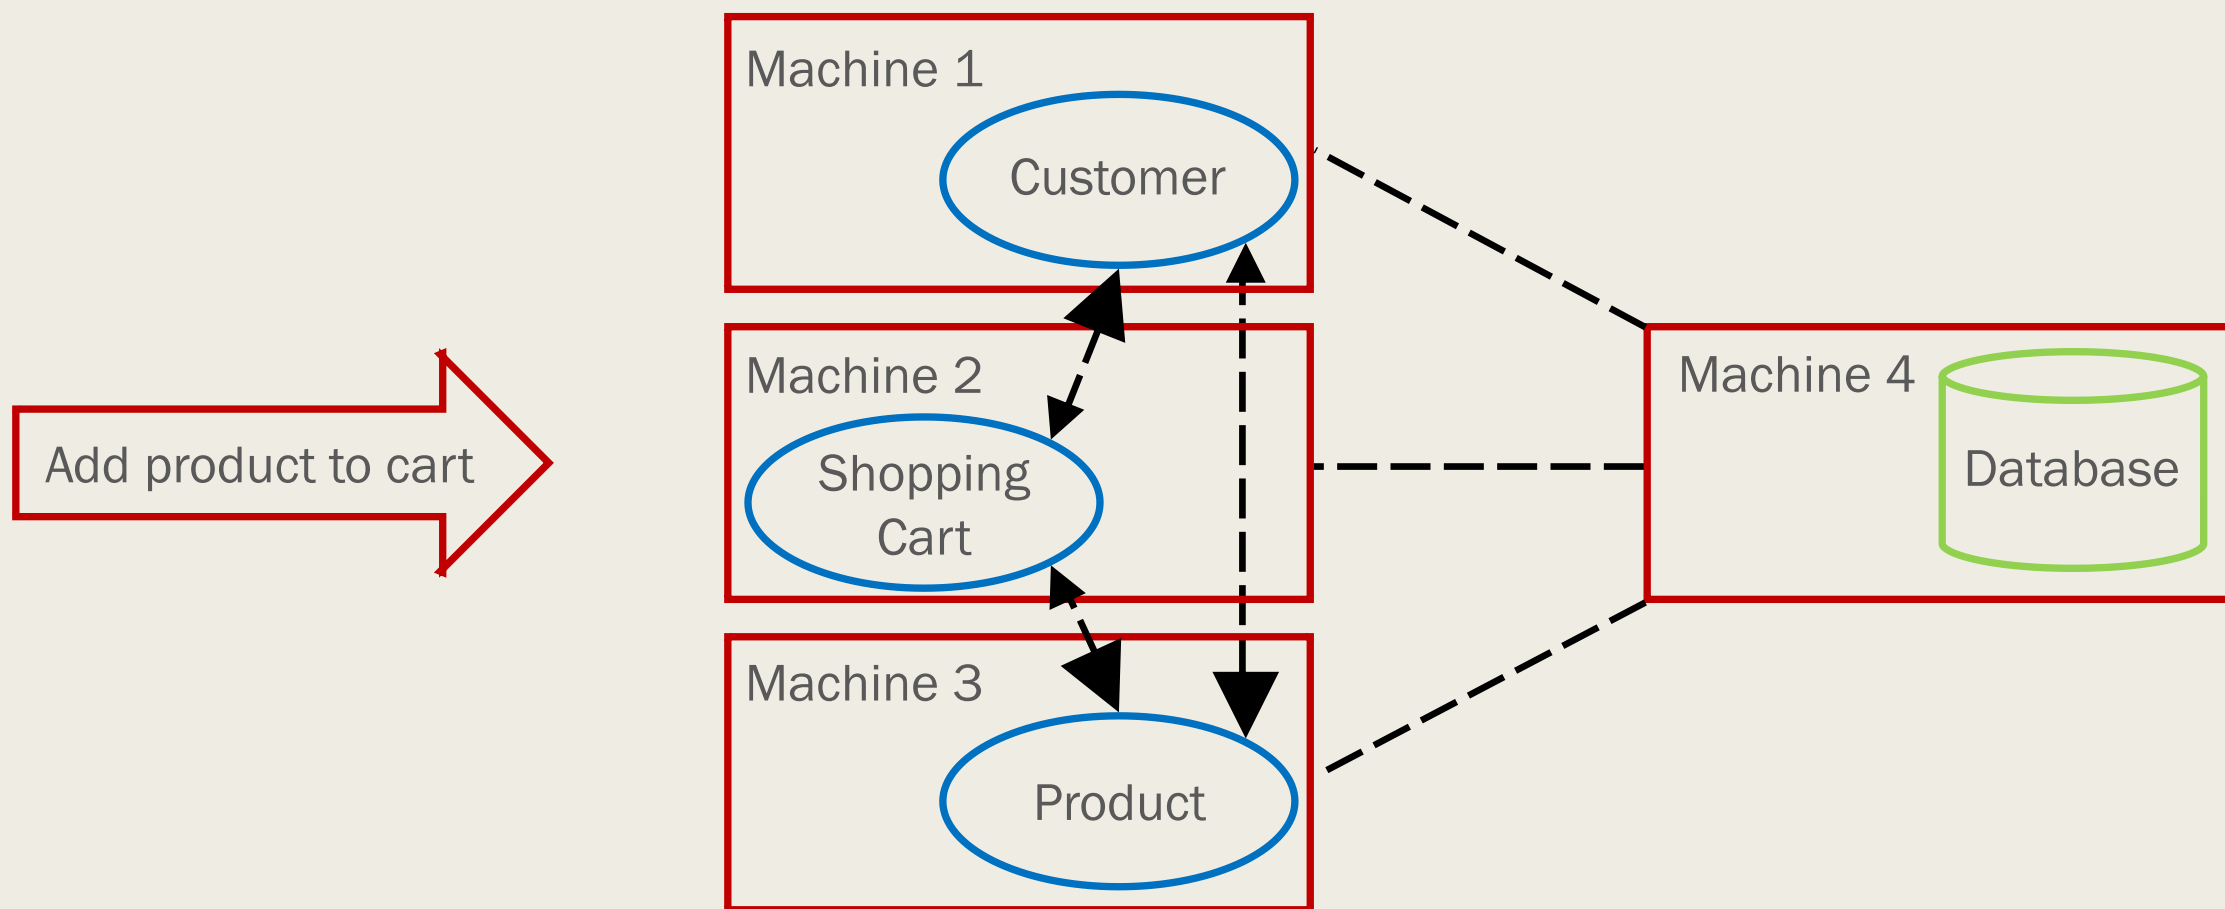 Add product to cart
Machine 1
Customer
Machine 2
Shopping
Cart
Machine 3
Product
Machine 4
Database